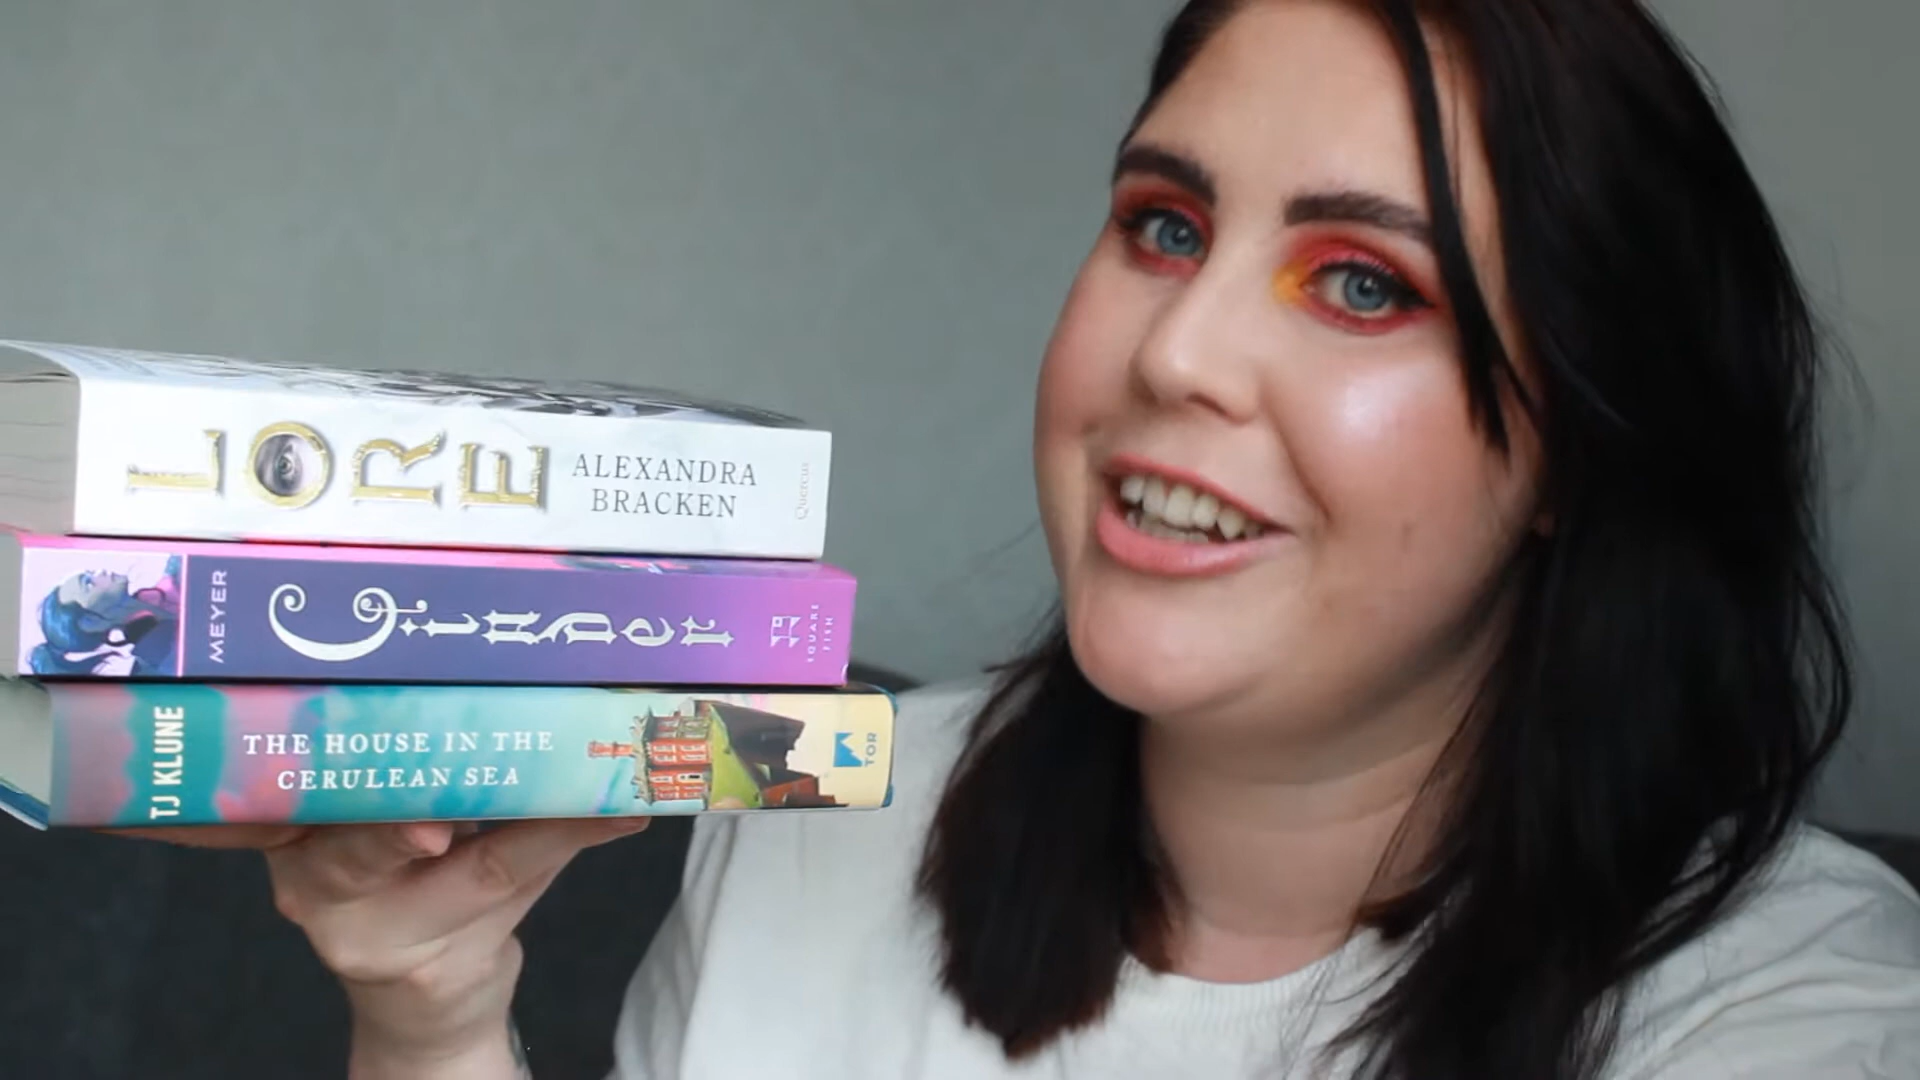 LORE
ALEXANDRA
BRACKEN
Quercus
MEYER
Cinder
SQUARE
FISH
TJ KLUNE
THE HOUSE IN THE
CERULEAN SEA
TOR